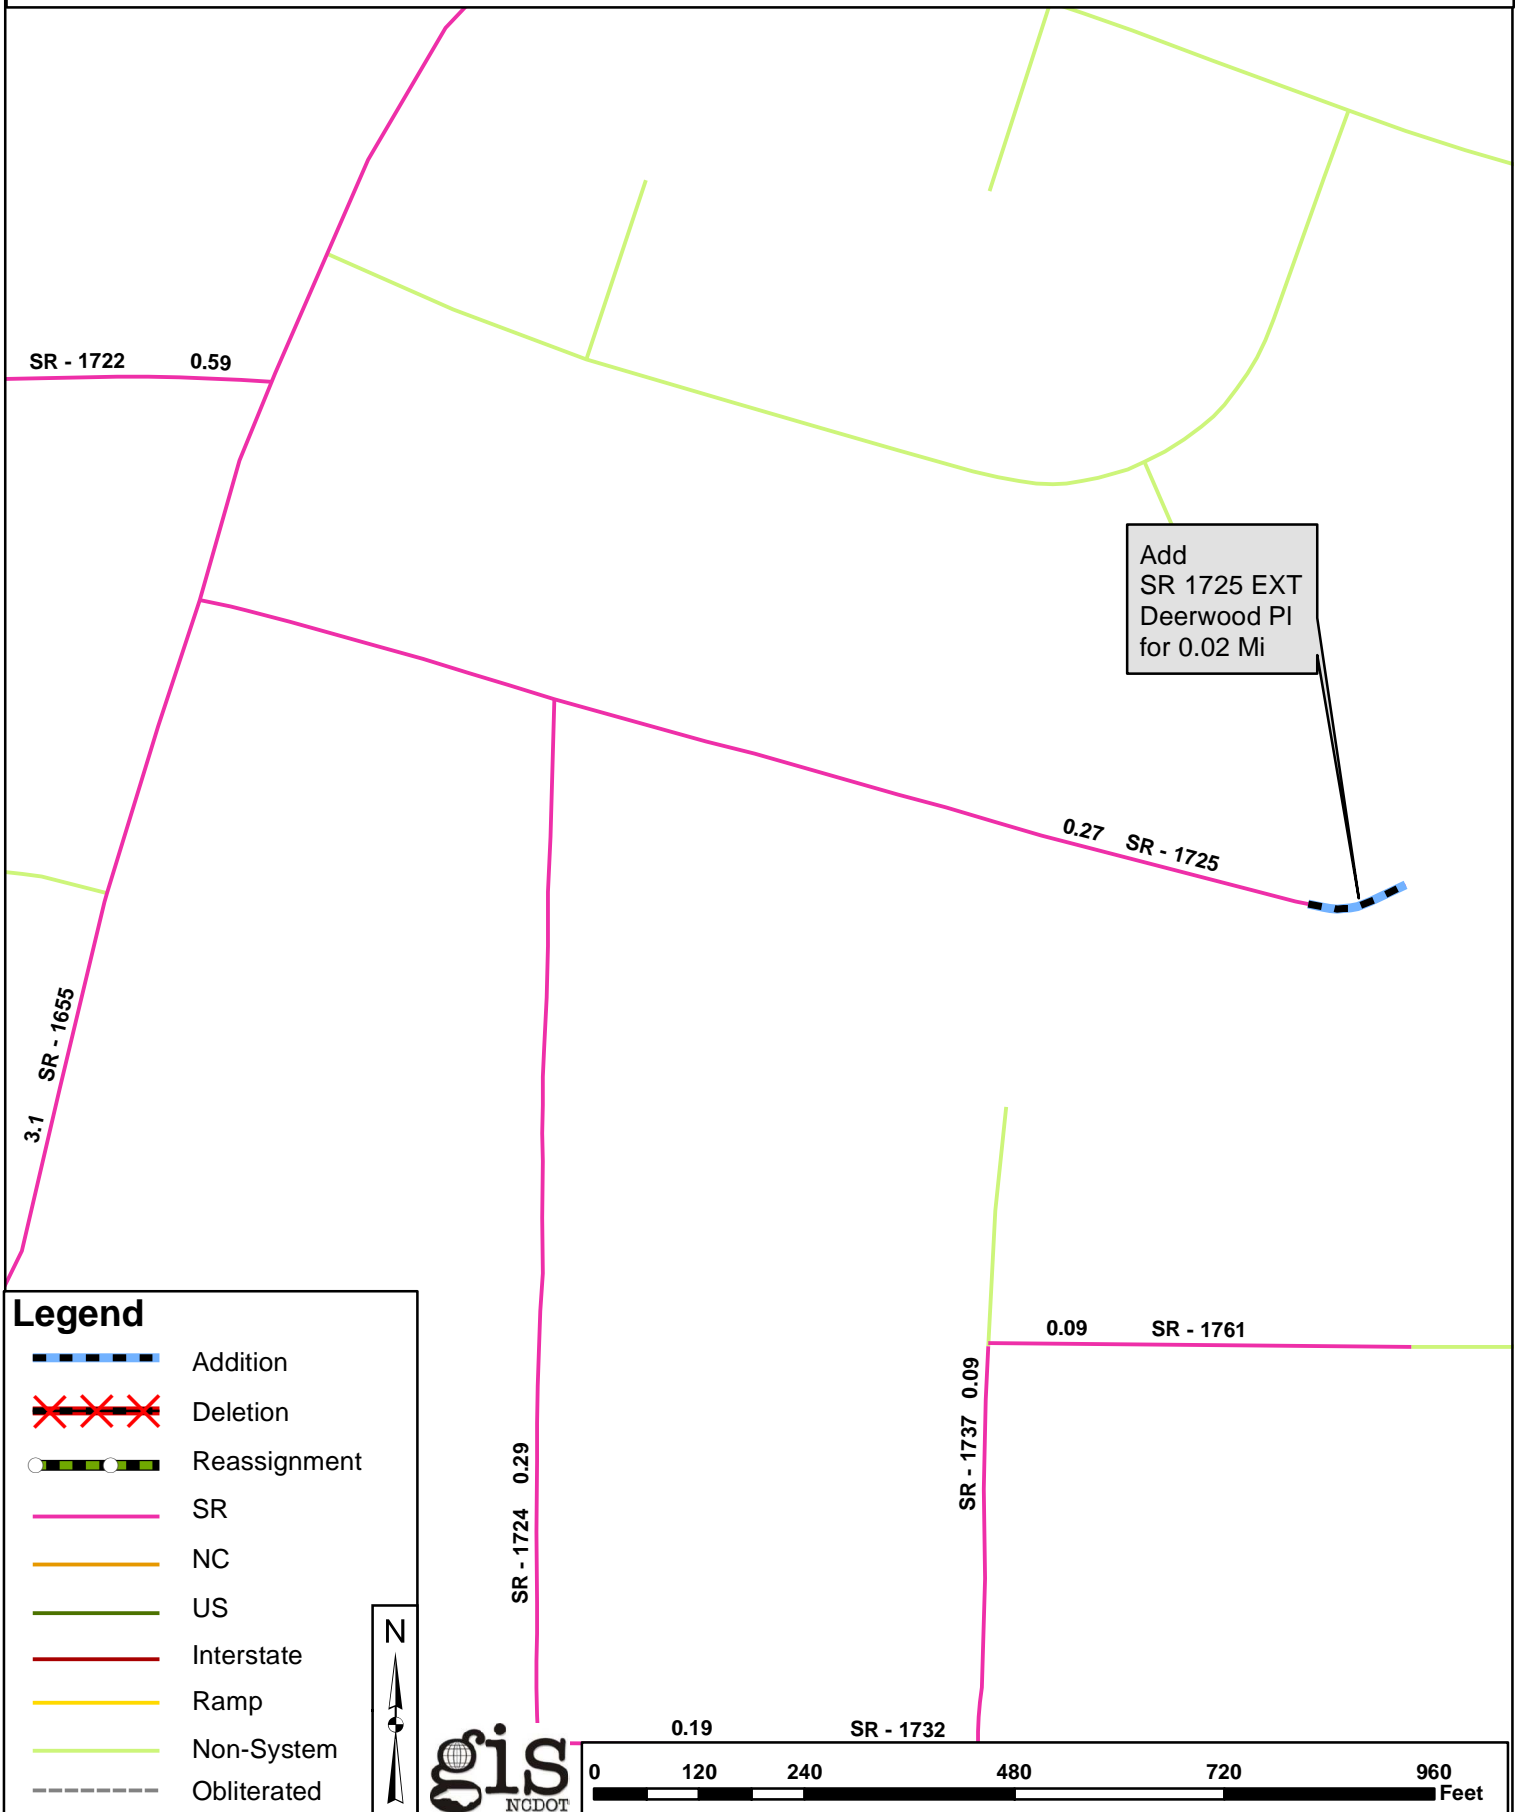 SR - 1722 0.59
Add
SR 1725 EXT
Deerwood Pl
for 0.02 Mi
0.27 SR - 1725
3.1 SR - 1655
0.09 SR - 1761
SR - 1737 0.09
SR - 1724 0.29
0.19 SR - 1732
Legend
Addition
Deletion
Reassignment
SR
NC
US
Interstate
Ramp
Non-System
Obliterated
N
gis
NCDOT
0 120 240 480 720 960
Feet